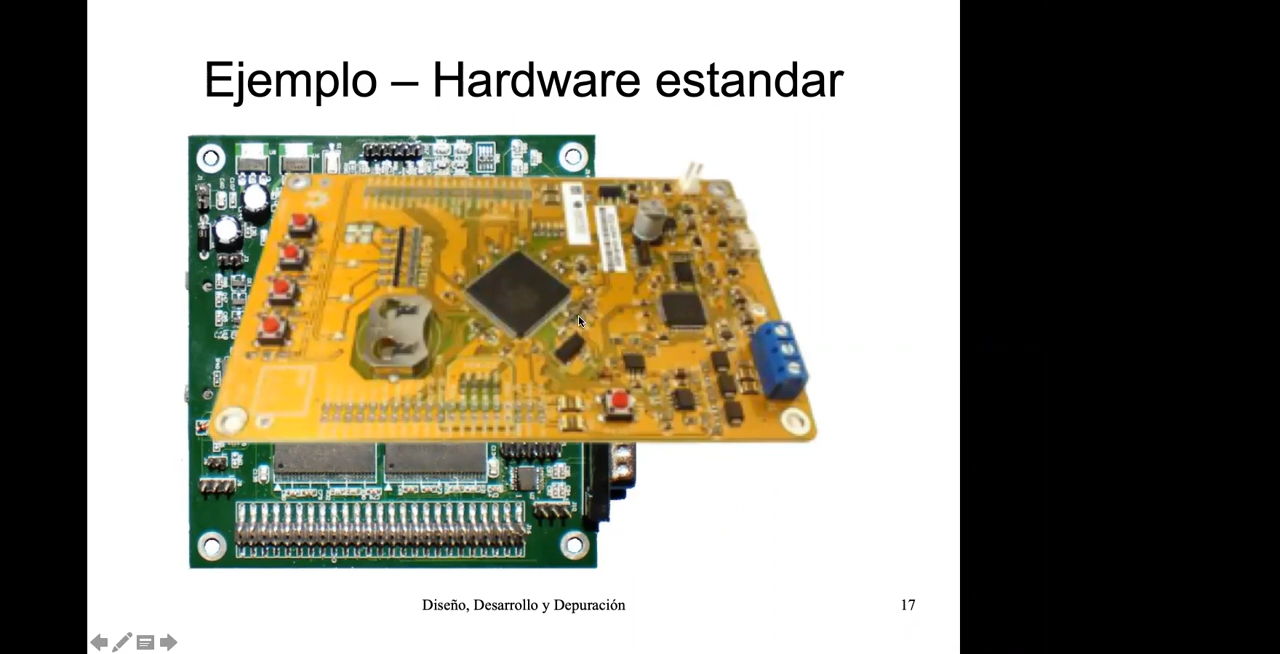 Ejemplo – Hardware estandar
Diseño, Desarrollo y Depuración
17